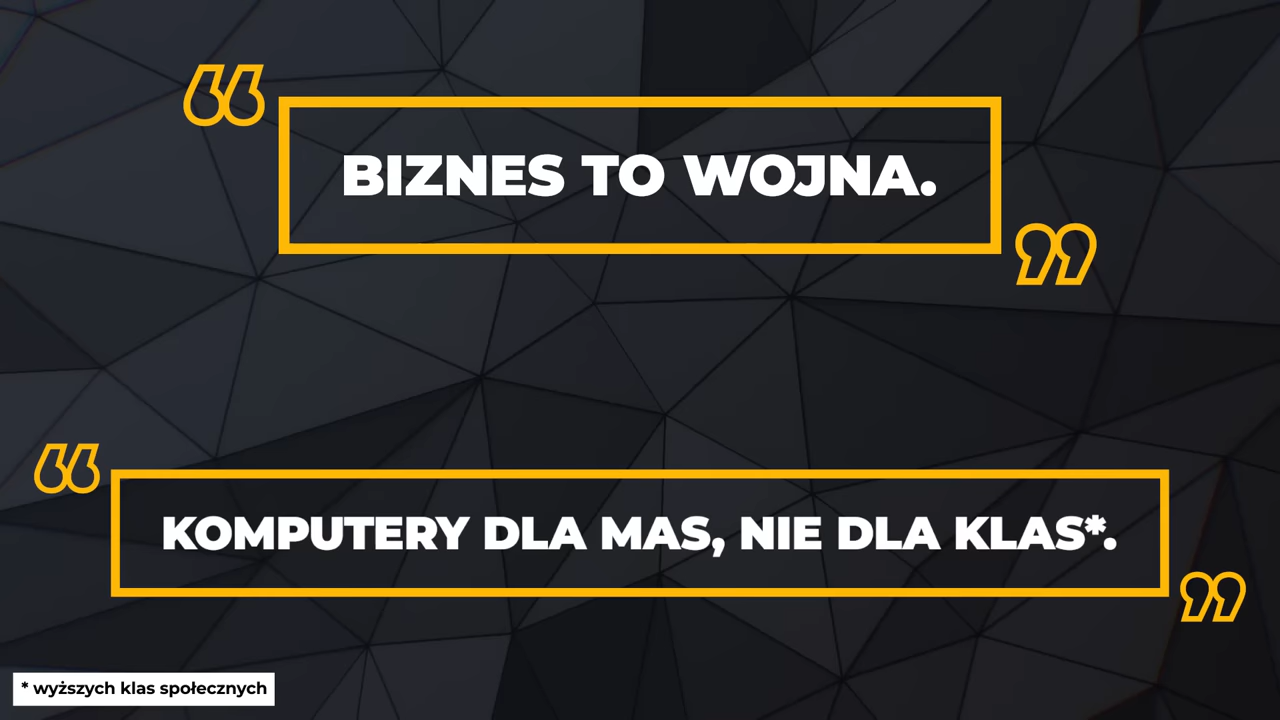 “
BIZNES TO WOJNA.
”
“
KOMPUTERY DLA MAS, NIE DLA KLAS*.
”
* wyższych klas społecznych